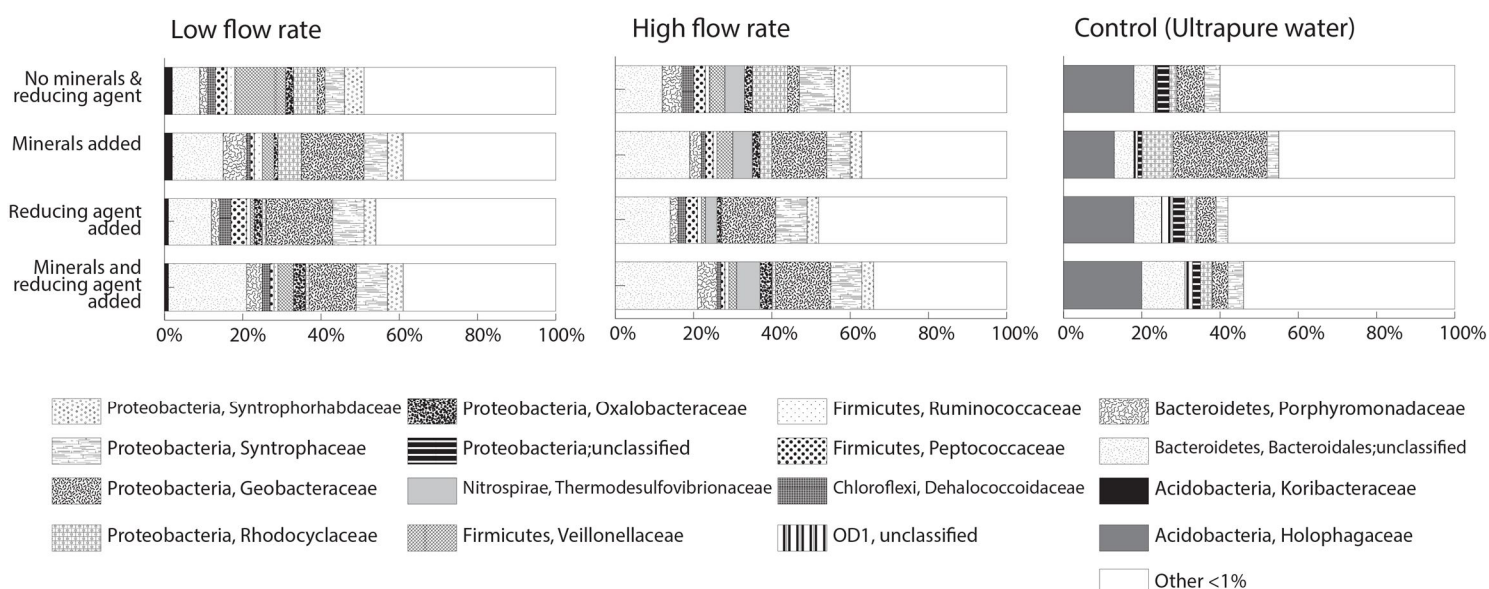 Low flow rate
High flow rate
Control (Ultrapure water)
No minerals &
reducing agent
Minerals added
Reducing agent
added
Minerals and
reducing agent
added
0% 20% 40% 60% 80% 100%
0% 20% 40% 60% 80% 100%
0% 20% 40% 60% 80% 100%
Proteobacteria, Syntrophorhabdaceae
Proteobacteria, Syntrophaceae
Proteobacteria, Geobacteraceae
Proteobacteria, Rhodocyclaceae
Proteobacteria, Oxalobacteraceae
Proteobacteria;unclassified
Nitrospirae, Thermodesulfovibrionaceae
Firmicutes, Veillonellaceae
Firmicutes, Ruminococcaceae
Firmicutes, Peptococcaceae
Chloroflexi, Dehalococcoidaceae
OD1, unclassified
Bacteroidetes, Porphyromonadaceae
Bacteroidetes, Bacteroidales;unclassified
Acidobacteria, Koribacteraceae
Acidobacteria, Holophagaceae
Other <1%